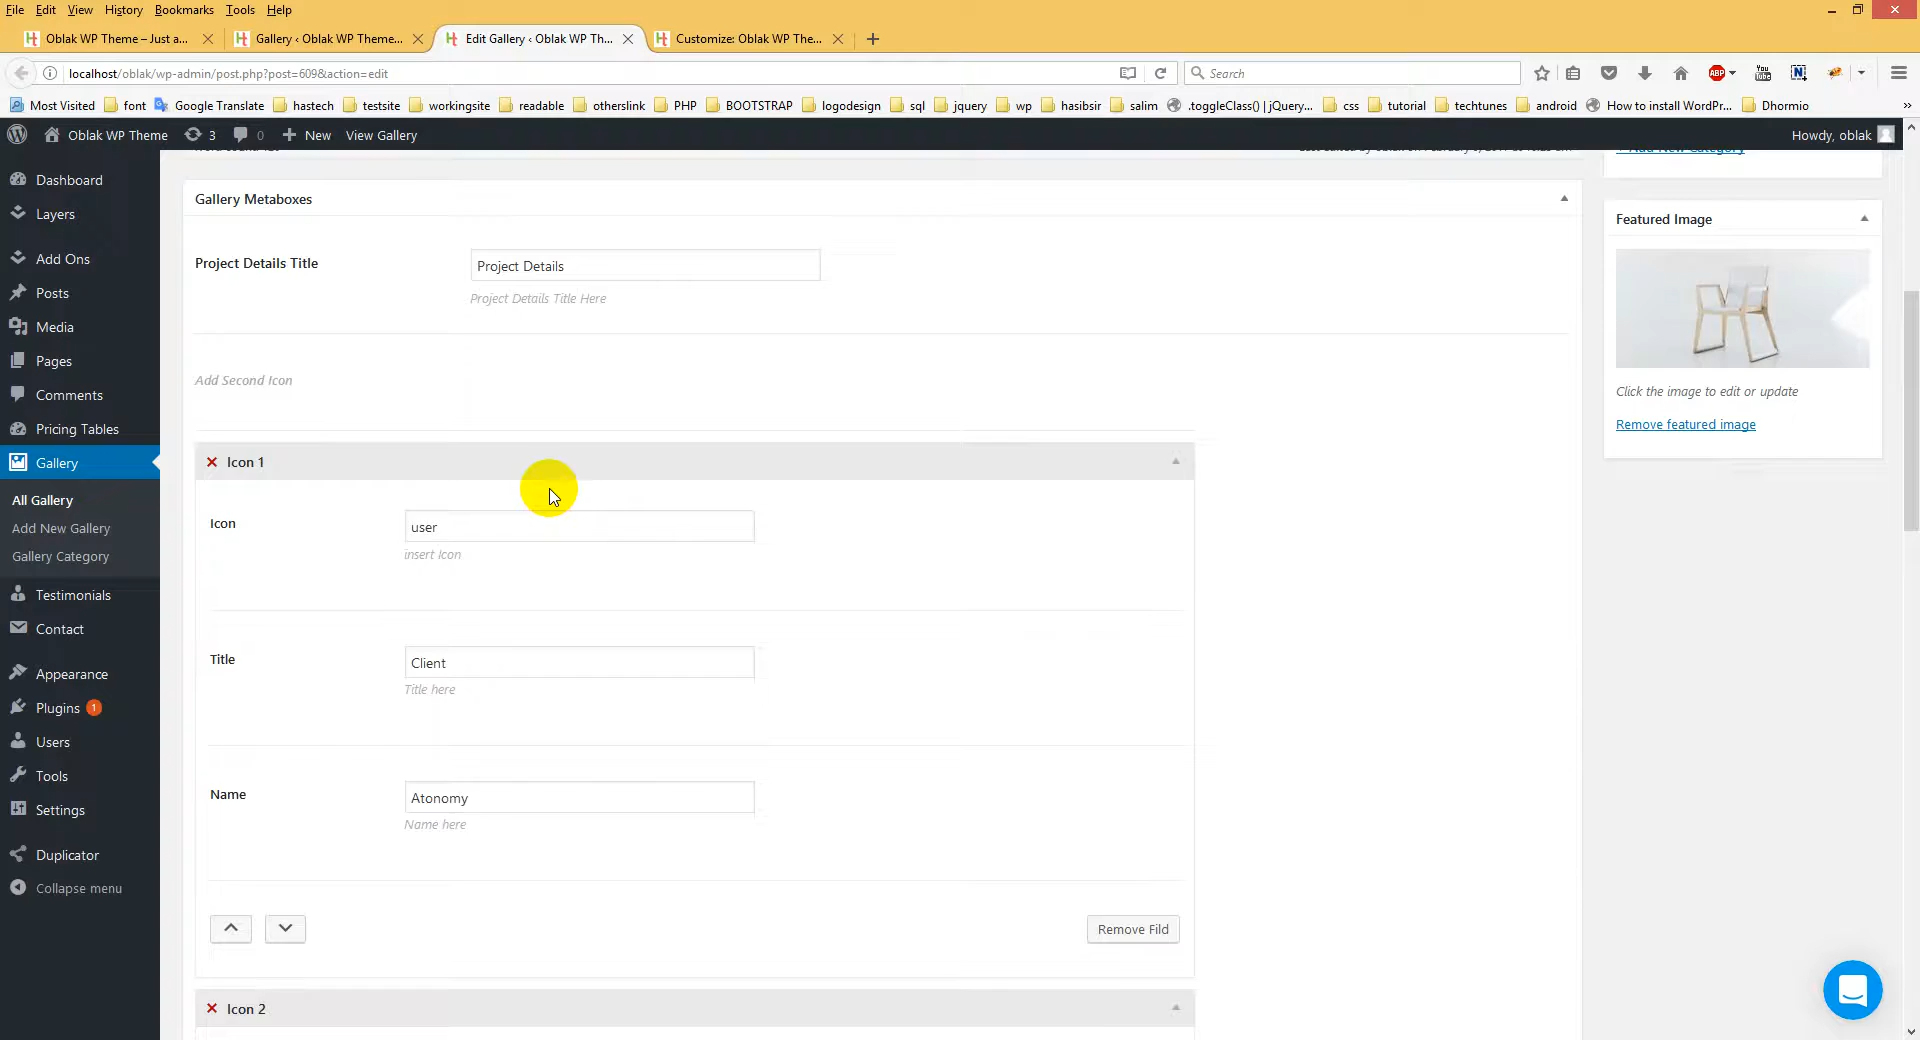 File Edit View History Bookmarks Tools Help
Oblak WP Theme – Just a...
Gallery ‹ Oblak WP Theme...
Edit Gallery ‹ Oblak WP Th...
Customize: Oblak WP The...
localhost/oblak/wp-admin/post.php?post=609&action=edit
Search
ABP
You Tube
Most Visited font Google Translate hastech testsite workingsite readable otherslink PHP BOOTSTRAP logodesign sql jquery wp hasibsir salim .toggleClass() | jQuery... css tutorial techtunes android How to install WordPr... Dhormio »
Oblak WP Theme 3 0 New View Gallery
Howdy, oblak
+ Add New Category
Dashboard
Layers
Add Ons
Posts
Media
Pages
Comments
Pricing Tables
Gallery
All Gallery
Add New Gallery
Gallery Category
Testimonials
Contact
Appearance
Plugins 1
Users
Tools
Settings
Duplicator
Collapse menu
Gallery Metaboxes
Project Details Title
Project Details
Project Details Title Here
Add Second Icon
Icon 1
Icon
user
insert Icon
Title
Client
Title here
Name
Atonomy
Name here
Remove Fild
Icon 2
Featured Image
Click the image to edit or update
Remove featured image